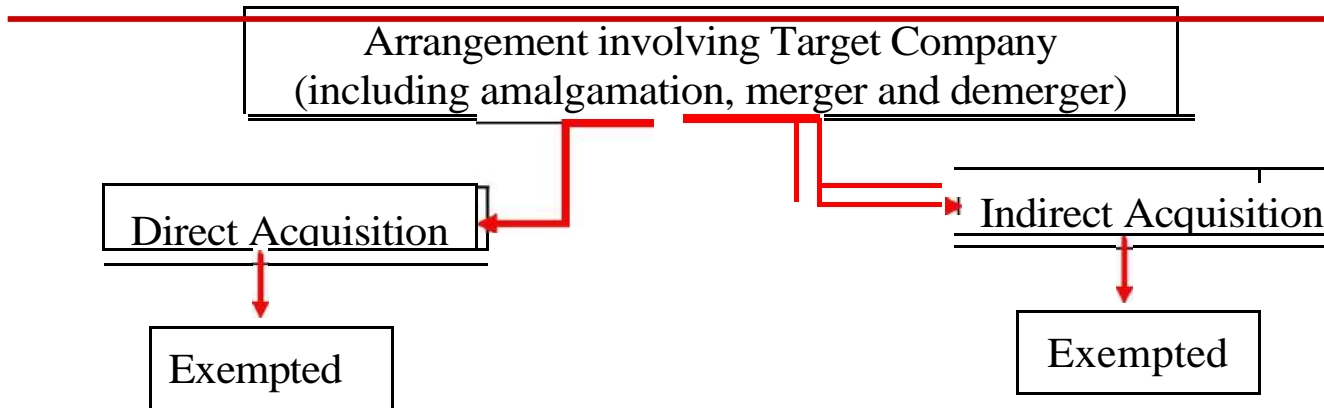 Arrangement involving Target Company
(including amalgamation, merger and demerger)
Direct Acquisition
Indirect Acquisition
Exempted
Exempted